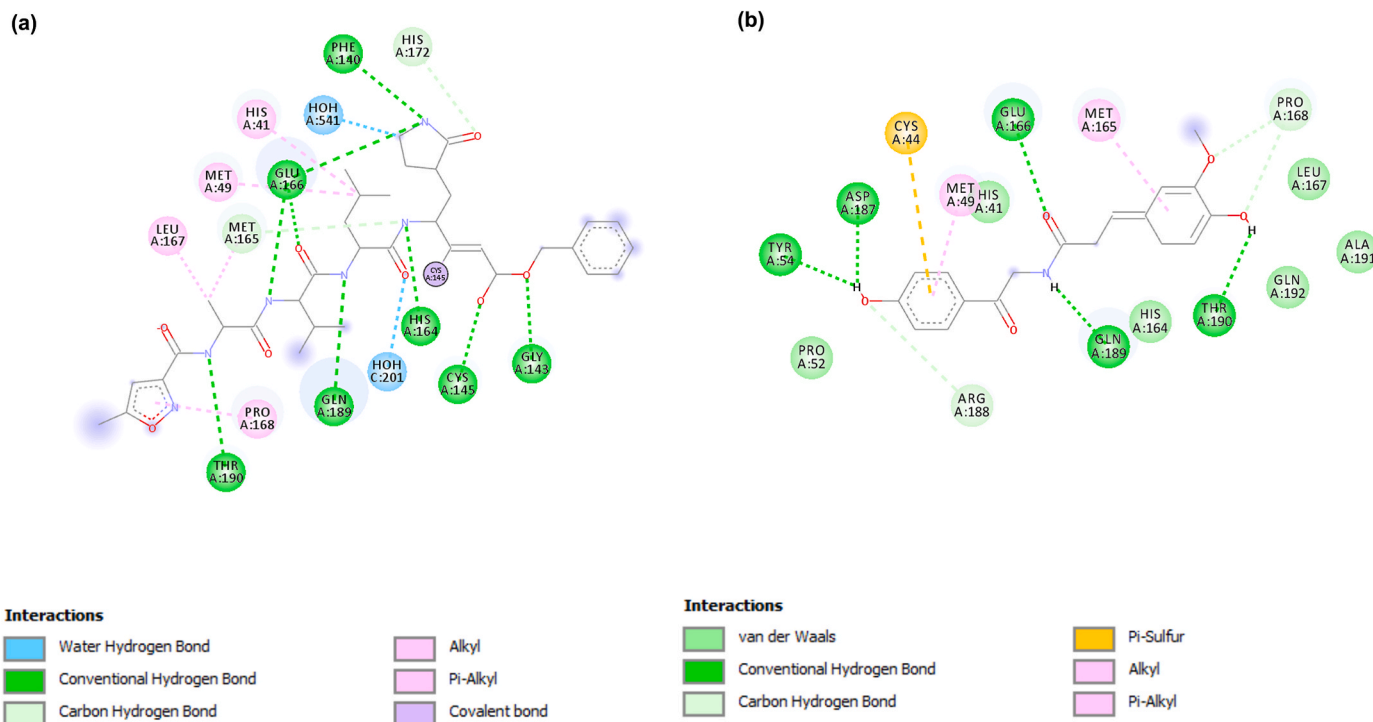 (a)
PHE
A:140
HIS
A:172
HOH
A:541
N
O
HIS
A:41
GLU
A:166
MET
A:49
LEU
A:167
MET
A:165
N
O
N
CYS
A:145
O
O
N
O
-O
N
O
HIS
A:164
HOH
C:201
CYS
A:145
GLY
A:143
GLN
A:189
N
O
PRO
A:168
THR
A:190
Interactions
Water Hydrogen Bond
Conventional Hydrogen Bond
Carbon Hydrogen Bond
Alkyl
Pi-Alkyl
Covalent bond
(b)
CYS
A:44
GLU
A:166
MET
A:165
PRO
A:168
LEU
A:167
ASP
A:187
MET
A:49
HIS
A:41
O
O
O
H
TYR
A:54
ALA
A:191
GLN
A:192
H
O
N
H
O
HIS
A:164
THR
A:190
GLN
A:189
PRO
A:52
ARG
A:188
Interactions
van der Waals
Conventional Hydrogen Bond
Carbon Hydrogen Bond
Pi-Sulfur
Alkyl
Pi-Alkyl